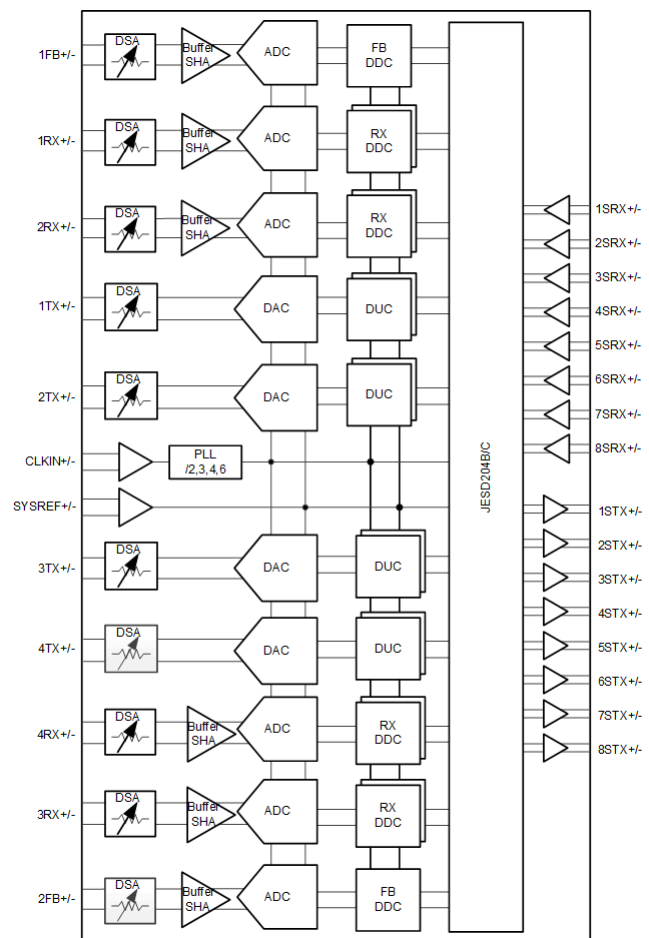 1FB+/-
DSA
Buffer
SHA
ADC
FB
DDC
1RX+/-
DSA
Buffer
SHA
ADC
RX
DDC
2RX+/-
DSA
Buffer
SHA
ADC
RX
DDC
1TX+/-
DSA
DAC
DUC
2TX+/-
DSA
DAC
DUC
CLKIN+/-
PLL
/2,3,4,6
SYSREF+/-
3TX+/-
DSA
DAC
DUC
4TX+/-
DSA
DAC
DUC
4RX+/-
DSA
Buffer
SHA
ADC
RX
DDC
3RX+/-
DSA
Buffer
SHA
ADC
RX
DDC
2FB+/-
DSA
Buffer
SHA
ADC
FB
DDC
JESD204B/C
1SRX+/-
2SRX+/-
3SRX+/-
4SRX+/-
5SRX+/-
6SRX+/-
7SRX+/-
8SRX+/-
1STX+/-
2STX+/-
3STX+/-
4STX+/-
5STX+/-
6STX+/-
7STX+/-
8STX+/-